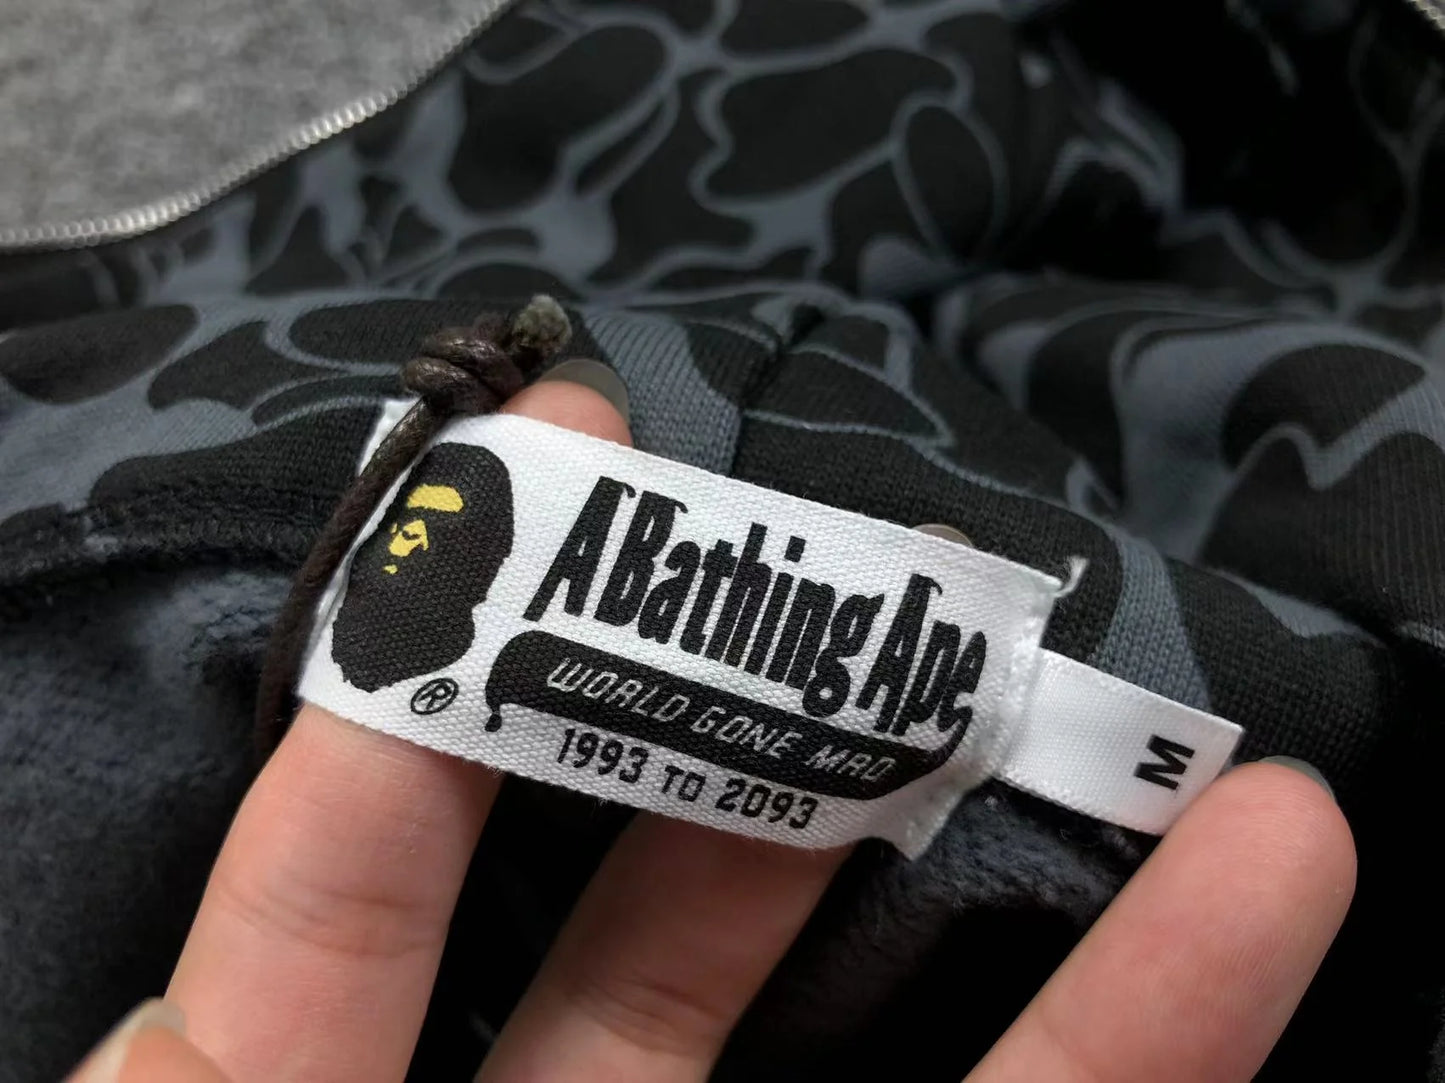 A Bathing Ape
WORLD GONE MAD
1993 TO 2093
®
M